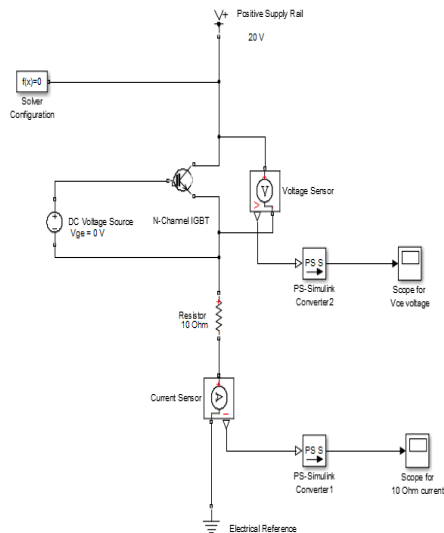 V+
Positive Supply Rail
20 V
f(x)=0
Solver
Configuration
V
Voltage Sensor
DC Voltage Source
Vge = 0 V
N-Channel IGBT
PS S
PS-Simulink
Converter2
Scope for
Vce voltage
Resistor
10 Ohm
Current Sensor
A
PS S
PS-Simulink
Converter1
Scope for
10 Ohm current
Electrical Reference